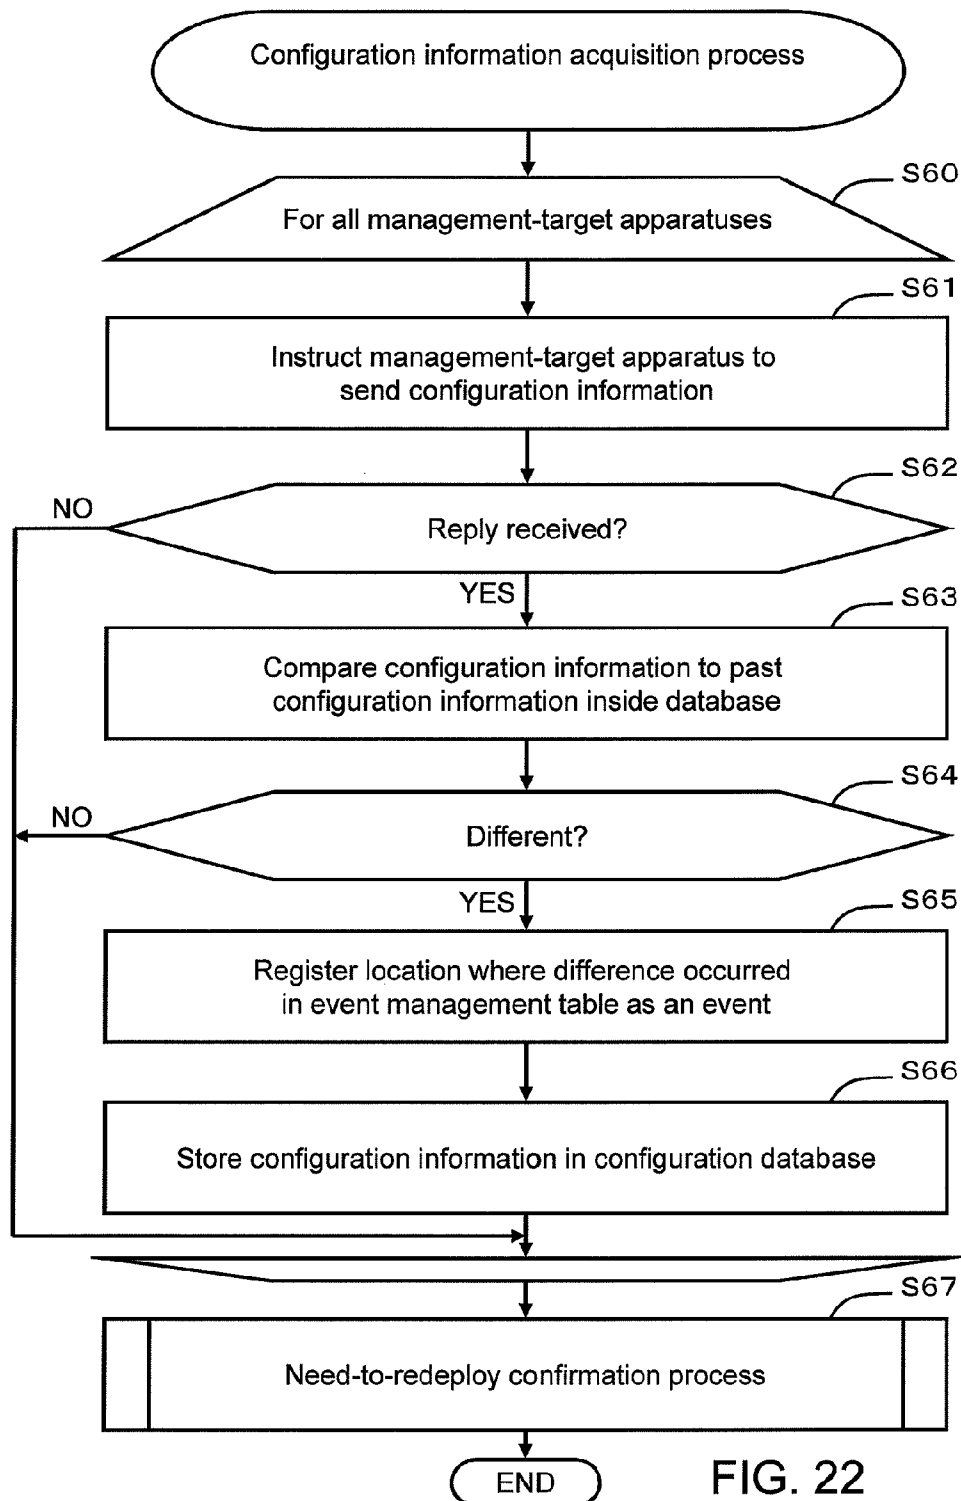 Configuration information acquisition process
S60
For all management-target apparatuses
S61
Instruct management-target apparatus to
send configuration information
S62
NO
Reply received?
YES
S63
Compare configuration information to past
configuration information inside database
S64
NO
Different?
YES
S65
Register location where difference occurred
in event management table as an event
S66
Store configuration information in configuration database
S67
Need-to-redeploy confirmation process
END
FIG. 22